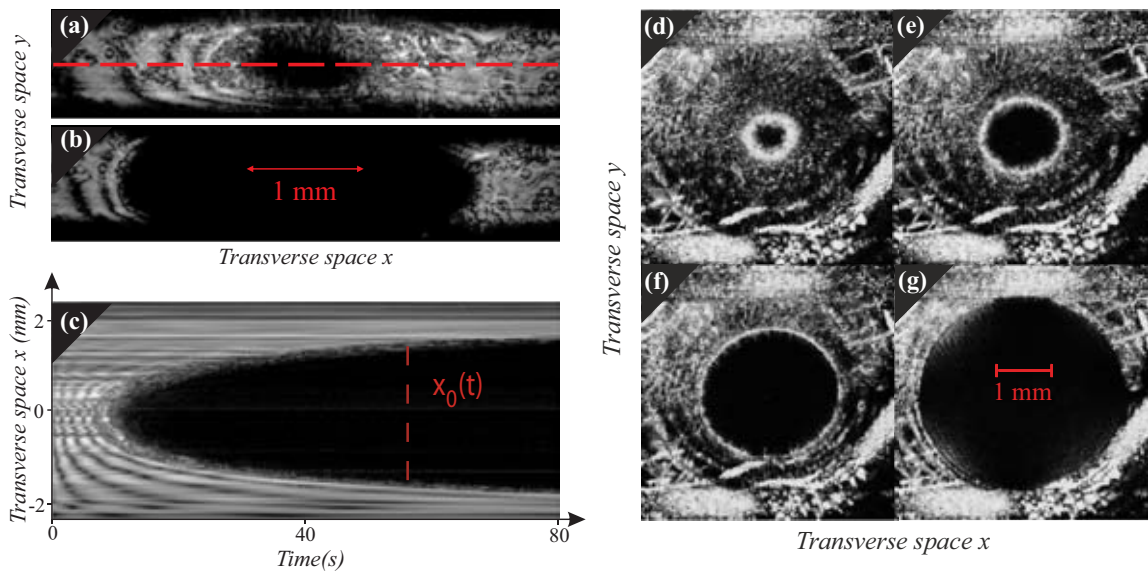 (a)
Transverse space y
(b)
1 mm
Transverse space x
(c)
Transverse space x (mm)
2
0
-2
x0(t)
0
40
80
Time(s)
(d)
(e)
Transverse space y
(f)
(g)
1 mm
Transverse space x